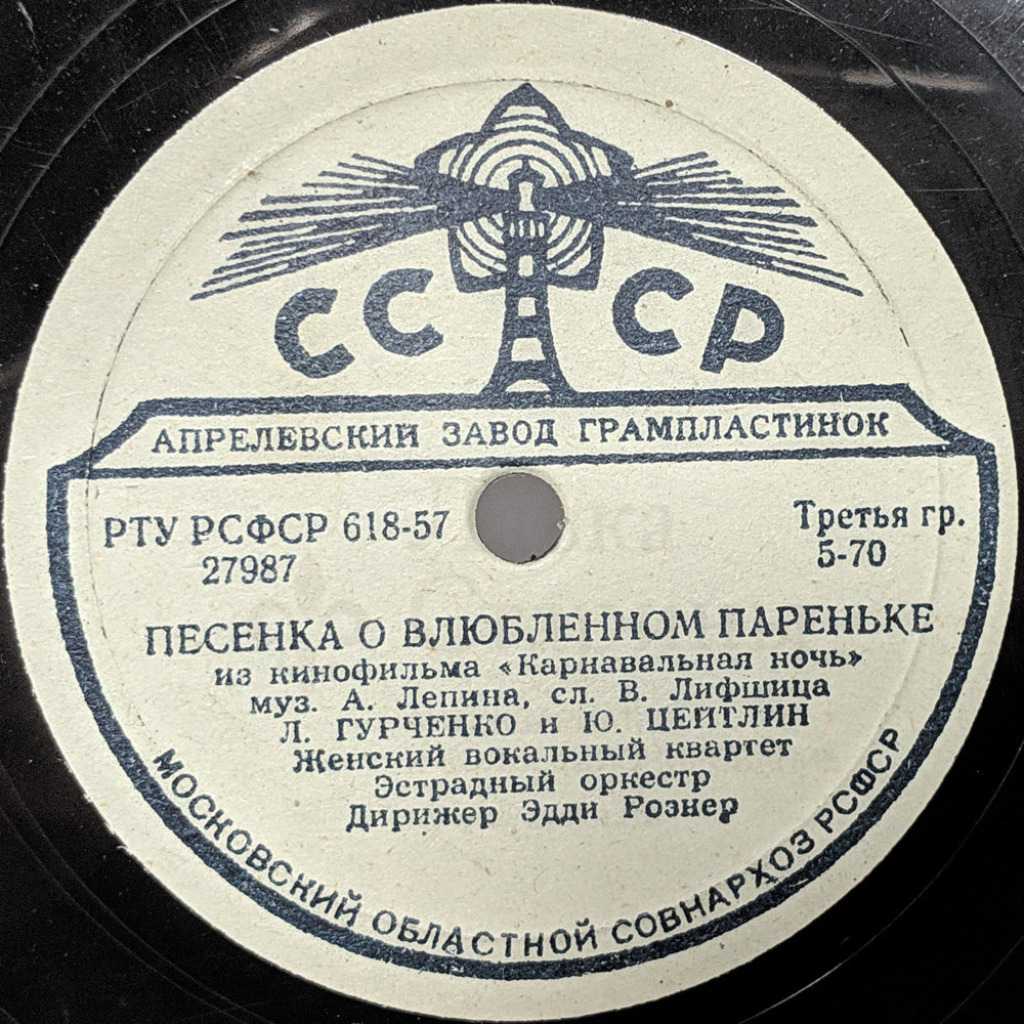 СССР
АПРЕЛЕВСКИЙ ЗАВОД ГРАМПЛАСТИНОК
РТУ РСФСР 618-57
27987
Третья гр.
5-70
ПЕСЕНКА О ВЛЮБЛЕННОМ ПАРЕНЬКЕ
из кинофильма «Карнавальная ночь»
муз. А. Лепина, сл. В. Лифшица
Л. ГУРЧЕНКО и Ю. ЦЕЙТЛИН
Женский вокальный квартет
Эстрадный оркестр
Дирижер Эдди Рознер
МОСКОВСКИЙ ОБЛАСТНОЙ СОВНАРХОЗ РСФСР